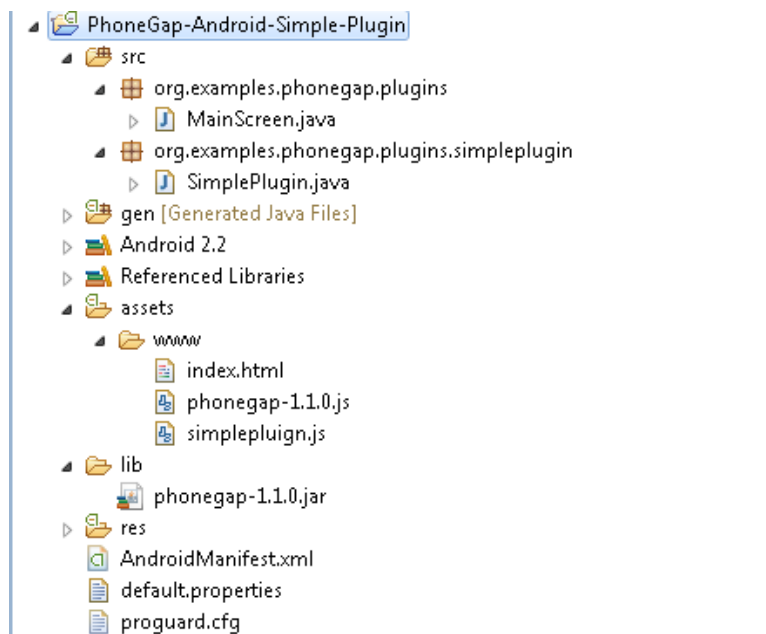 PhoneGap-Android-Simple-Plugin
src
org.examples.phonegap.plugins
MainScreen.java
org.examples.phonegap.plugins.simpleplugin
SimplePlugin.java
gen [Generated Java Files]
Android 2.2
Referenced Libraries
assets
www
index.html
phonegap-1.1.0.js
simplepluign.js
lib
phonegap-1.1.0.jar
res
AndroidManifest.xml
default.properties
proguard.cfg